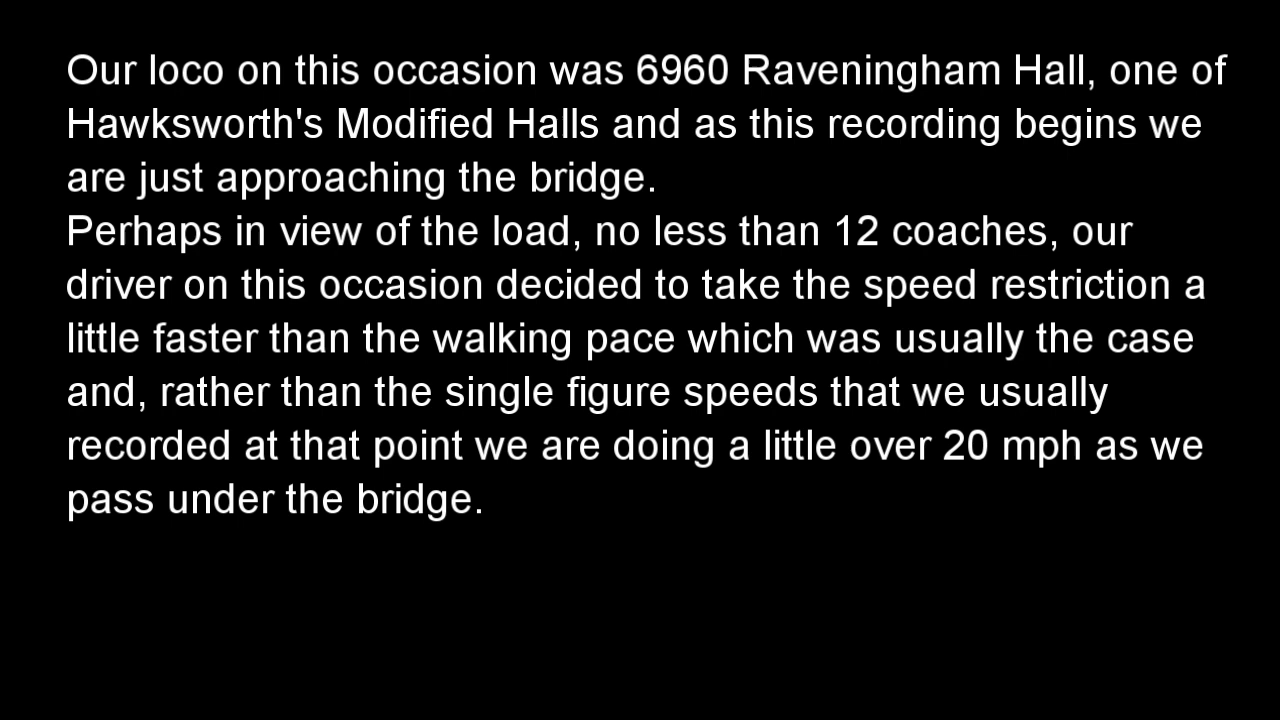 Our loco on this occasion was 6960 Raveningham Hall, one of
Hawksworth's Modified Halls and as this recording begins we
are just approaching the bridge.
Perhaps in view of the load, no less than 12 coaches, our
driver on this occasion decided to take the speed restriction a
little faster than the walking pace which was usually the case
and, rather than the single figure speeds that we usually
recorded at that point we are doing a little over 20 mph as we
pass under the bridge.